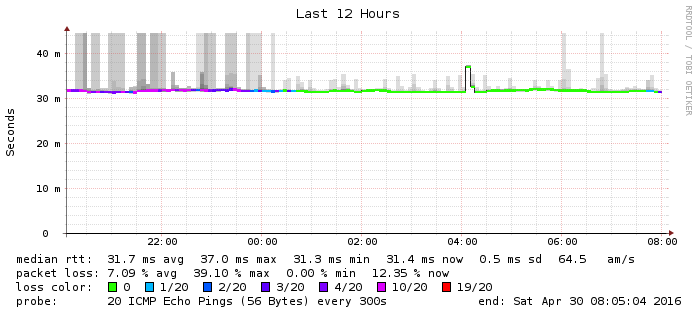 Last 12 Hours
RRDTOOL / TOBI OETIKER
Seconds
40 m
30 m
20 m
10 m
0
22:00 00:00 02:00 04:00 06:00 08:00
median rtt: 31.7 ms avg 37.0 ms max 31.3 ms min 31.4 ms now 0.5 ms sd 64.5 am/s
packet loss: 7.09 % avg 39.10 % max 0.00 % min 12.35 % now
loss color: 0 1/20 2/20 3/20 4/20 10/20 19/20
probe: 20 ICMP Echo Pings (56 Bytes) every 300s end: Sat Apr 30 08:05:04 2016